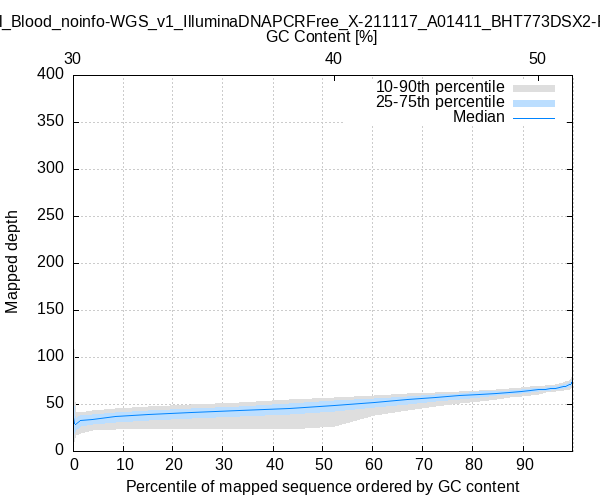 l_Blood_noinfo-WGS_v1_IlluminaDNAPCRFree_X-211117_A01411_BHT773DSX2-
GC Content [%]
30 40 50
400
10-90th percentile
25-75th percentile
Median
350
300
250
200
150
100
50
0
Mapped depth
0 10 20 30 40 50 60 70 80 90
Percentile of mapped sequence ordered by GC content